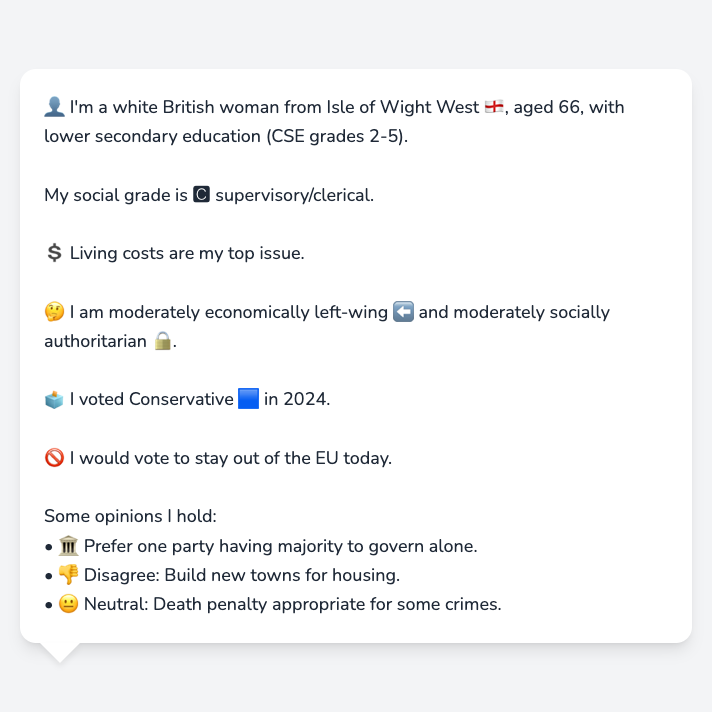 👤 I'm a white British woman from Isle of Wight West 🏴󠁧󠁢󠁥󠁮󠁧󠁿, aged 66, with
lower secondary education (CSE grades 2-5).
My social grade is 🅲 supervisory/clerical.
💲 Living costs are my top issue.
🤔 I am moderately economically left-wing ⬅️ and moderately socially
authoritarian 🔒.
🗳️ I voted Conservative 🟦 in 2024.
🚫 I would vote to stay out of the EU today.
Some opinions I hold:
• 🏛️ Prefer one party having majority to govern alone.
• 👎 Disagree: Build new towns for housing.
• 😐 Neutral: Death penalty appropriate for some crimes.